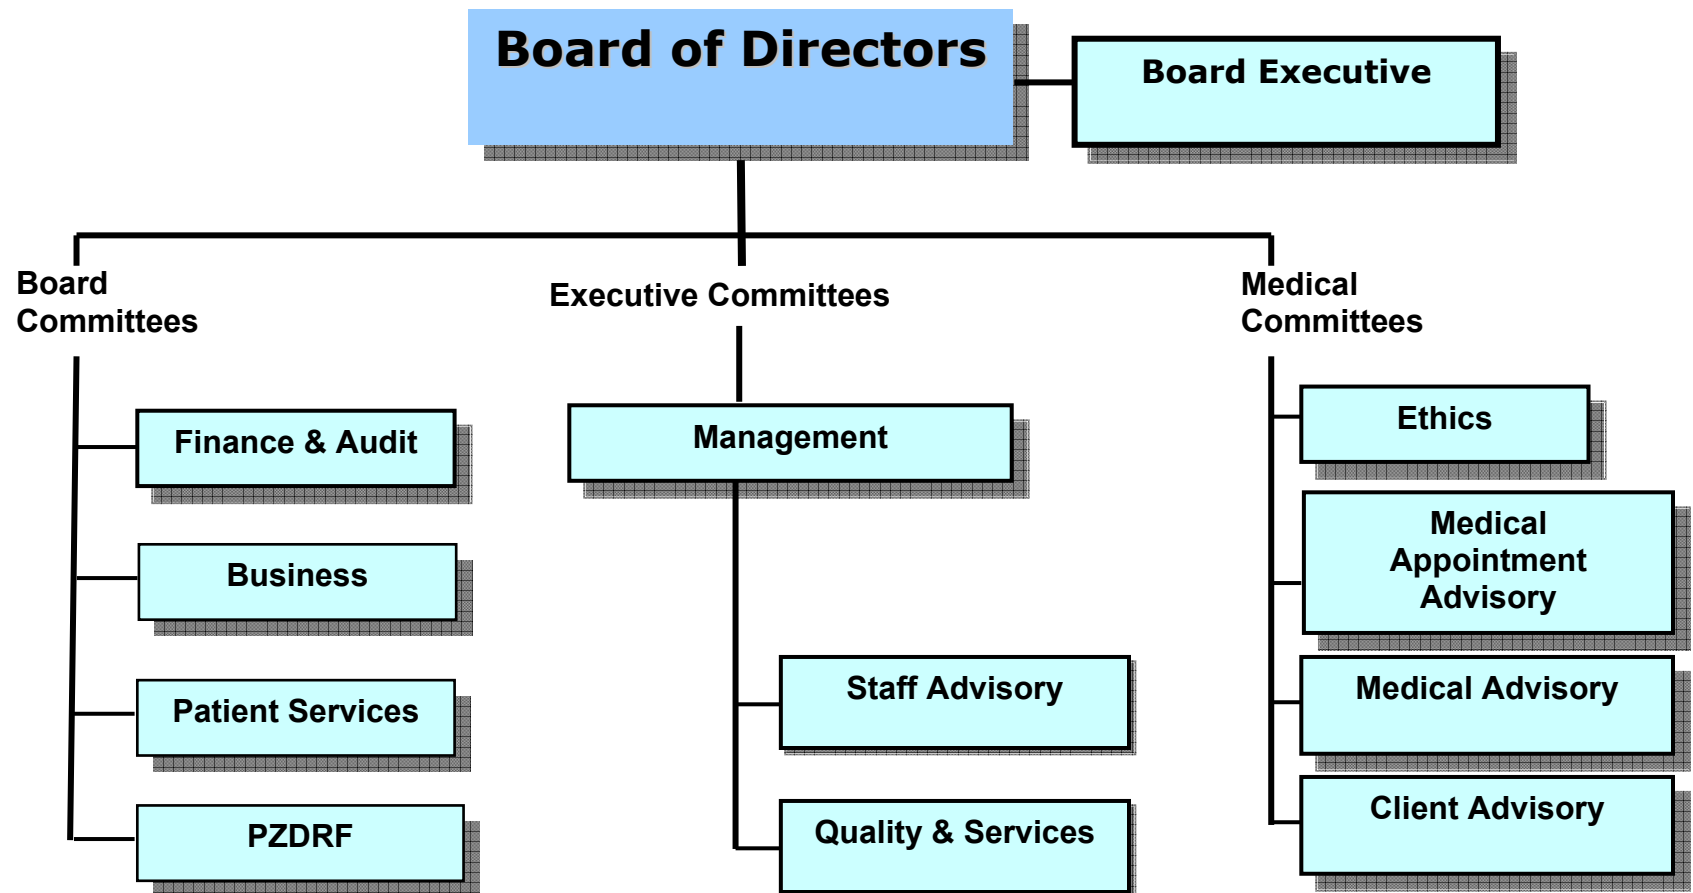 Board of Directors
Board Executive
Board
Committees
Executive Committees
Medical
Committees
Finance & Audit
Business
Patient Services
PZDRF
Management
Staff Advisory
Quality & Services
Ethics
Medical
Appointment
Advisory
Medical Advisory
Client Advisory